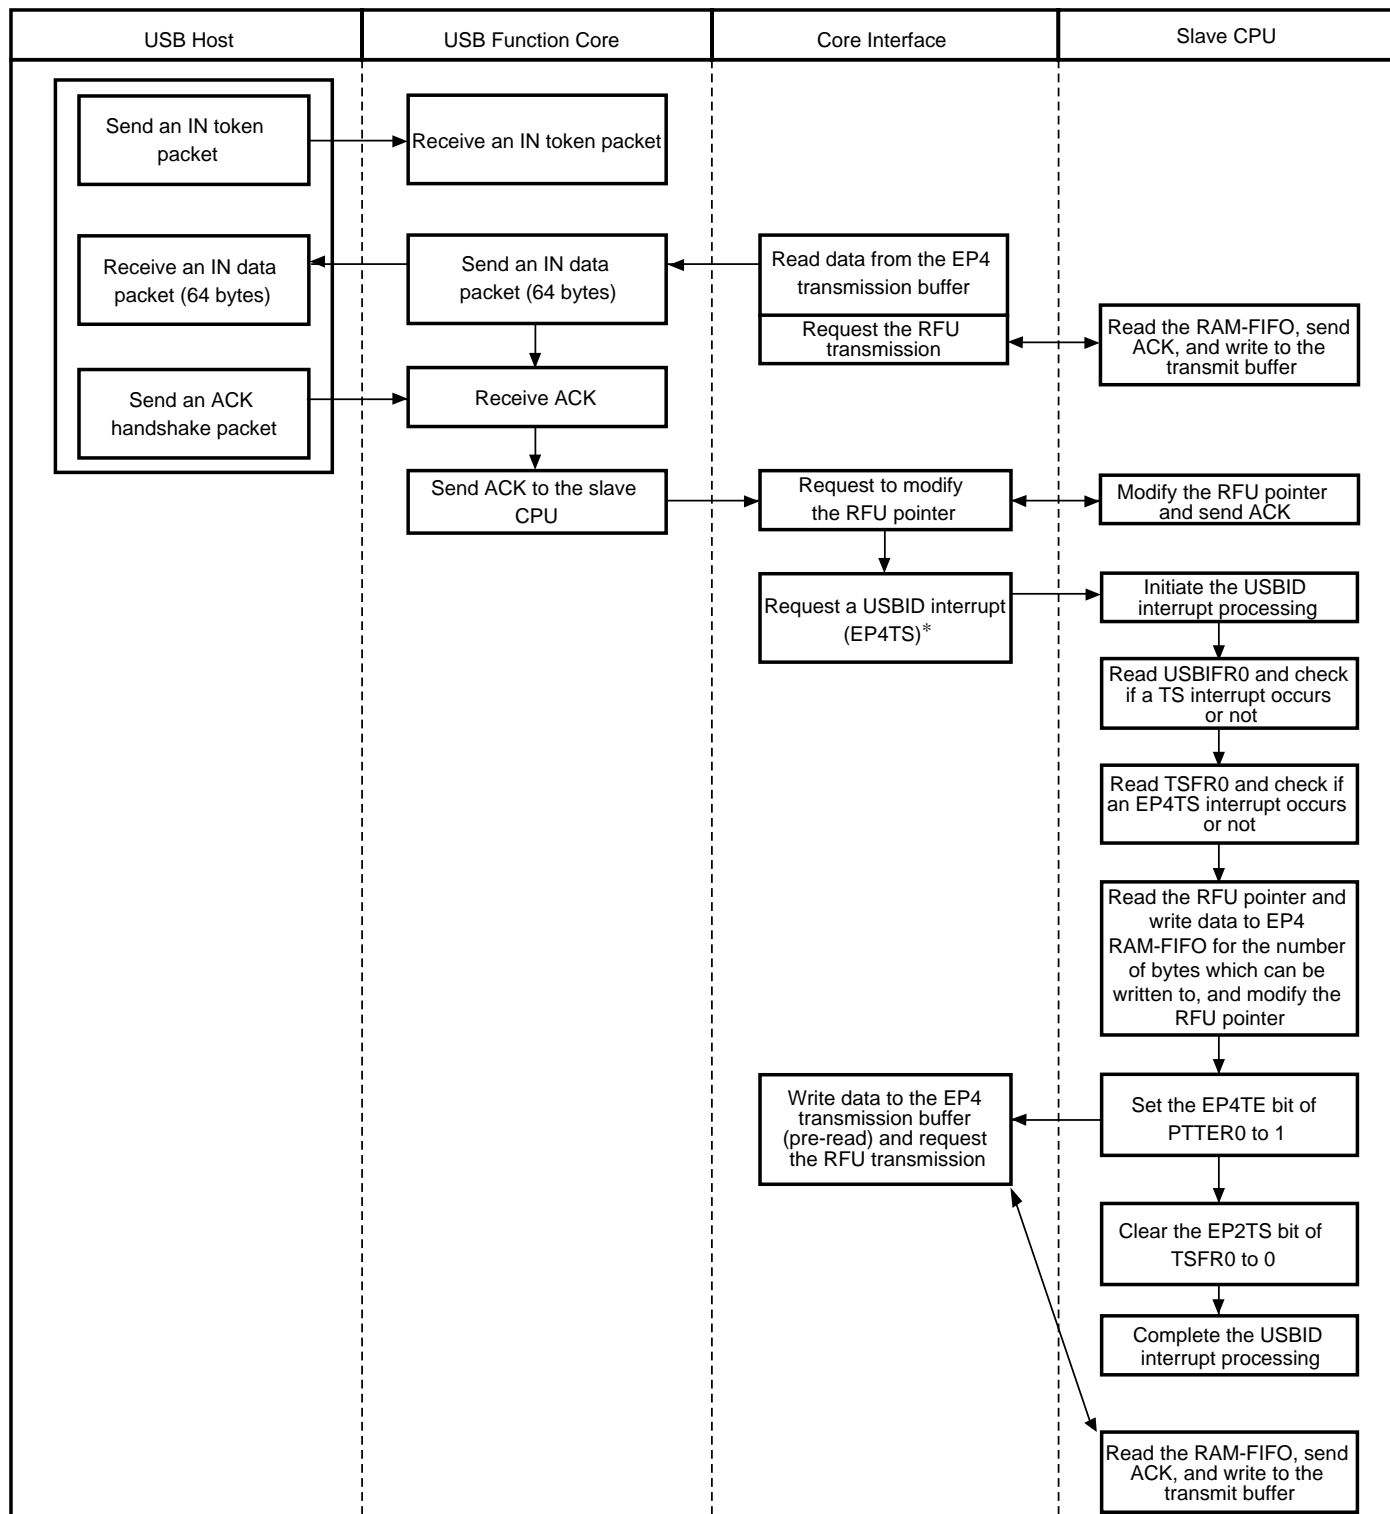 USB Host
USB Function Core
Core Interface
Slave CPU
Send an IN token
packet
Receive an IN token packet
Receive an IN data
packet (64 bytes)
Send an IN data
packet (64 bytes)
Read data from the EP4
transmission buffer
Request the RFU
transmission
Read the RAM-FIFO, send
ACK, and write to the
transmit buffer
Send an ACK
handshake packet
Receive ACK
Send ACK to the slave
CPU
Request to modify
the RFU pointer
Modify the RFU pointer
and send ACK
Request a USBID interrupt
(EP4TS)*
Initiate the USBID
interrupt processing
Read USBIFR0 and check
if a TS interrupt occurs
or not
Read TSFR0 and check if
an EP4TS interrupt occurs
or not
Read the RFU pointer and
write data to EP4
RAM-FIFO for the number
of bytes which can be
written to, and modify the
RFU pointer
Write data to the EP4
transmission buffer
(pre-read) and request
the RFU transmission
Set the EP4TE bit of
PTTER0 to 1
Clear the EP2TS bit of
TSFR0 to 0
Complete the USBID
interrupt processing
Read the RAM-FIFO, send
ACK, and write to the
transmit buffer